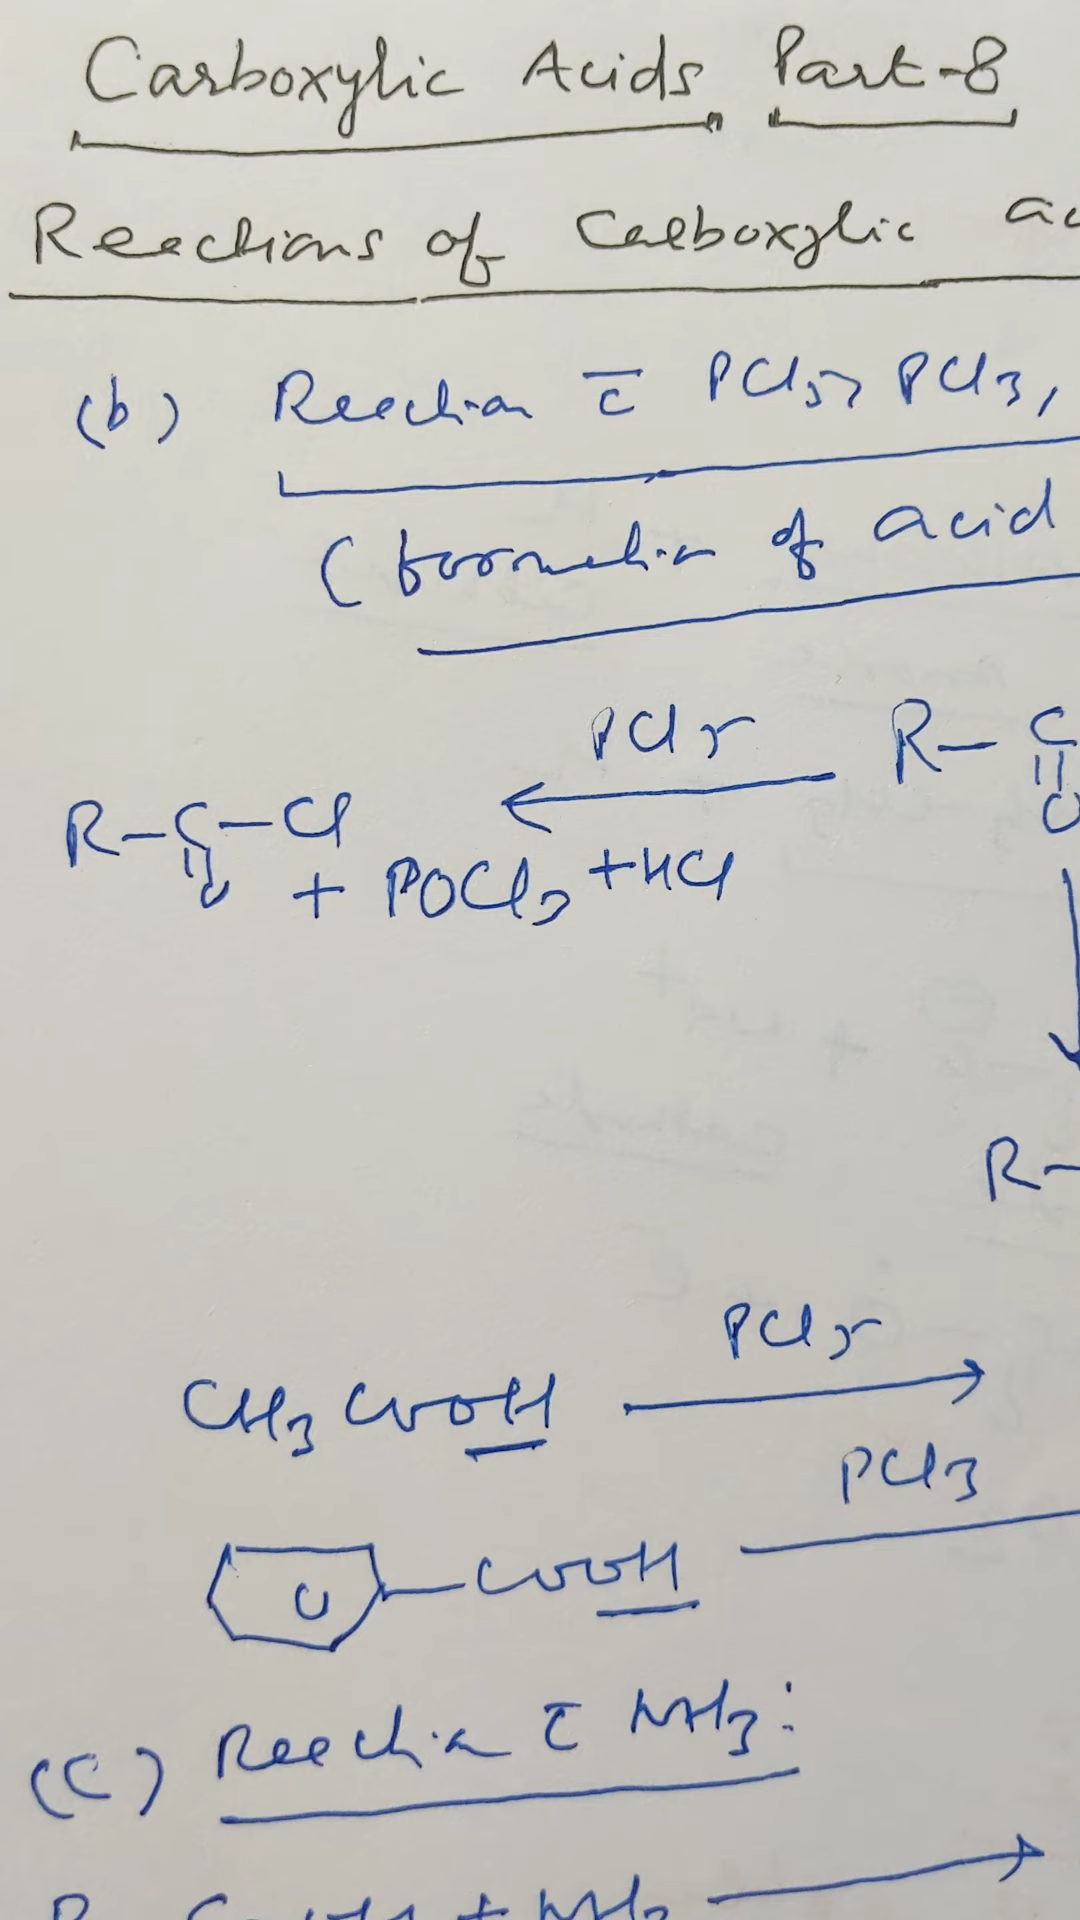 Carboxylic Acids Part-8
Reactions of Carboxylic ac
(b) Reaction c̄ PCl5, PCl3,
(formation of acid
PCl5
R– C
||
O
R–C–Cl
||
O
+ POCl3 +HCl
R–
PCl5
CH3COOH
PCl3
–COOH
(C) Reaction c̄ NH3: